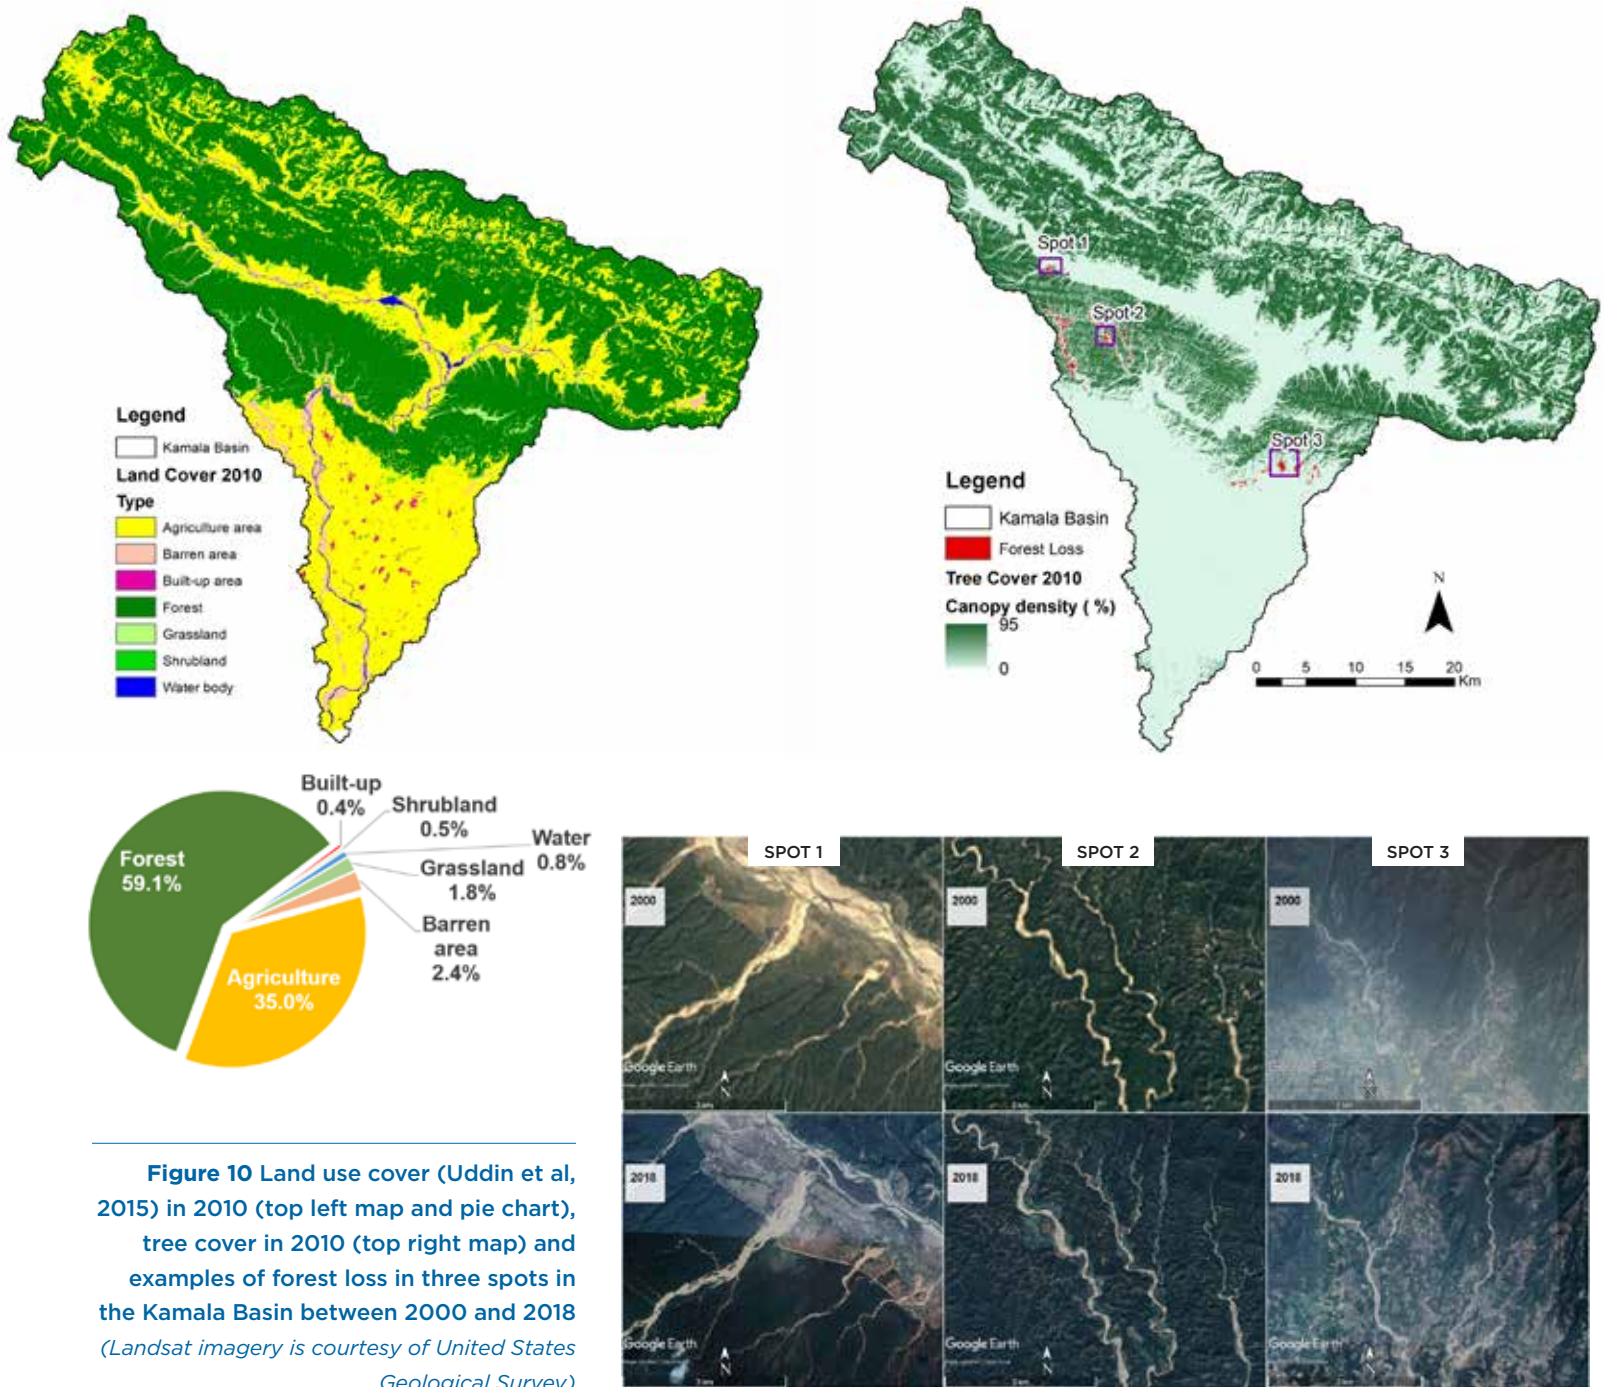 Legend
Kamala Basin
Land Cover 2010
Type
Agriculture area
Barren area
Built-up area
Forest
Grassland
Shrubland
Water body
Spot 1
Spot 2
Spot 3
Legend
Kamala Basin
Forest Loss
Tree Cover 2010
Canopy density ( %)
95
0
N
0 5 10 15 20
Km
Built-up
0.4%
Shrubland
0.5%
Water
0.8%
Grassland
1.8%
Barren
area
2.4%
Forest
59.1%
Agriculture
35.0%
SPOT 1
SPOT 2
SPOT 3
2000
2000
2000
Google Earth
N
Google Earth
N
N
2018
2018
2018
Google Earth
N
Google Earth
N
Google Earth
N
Figure 10 Land use cover (Uddin et al,
2015) in 2010 (top left map and pie chart),
tree cover in 2010 (top right map) and
examples of forest loss in three spots in
the Kamala Basin between 2000 and 2018
(Landsat imagery is courtesy of United States
Geological Survey)